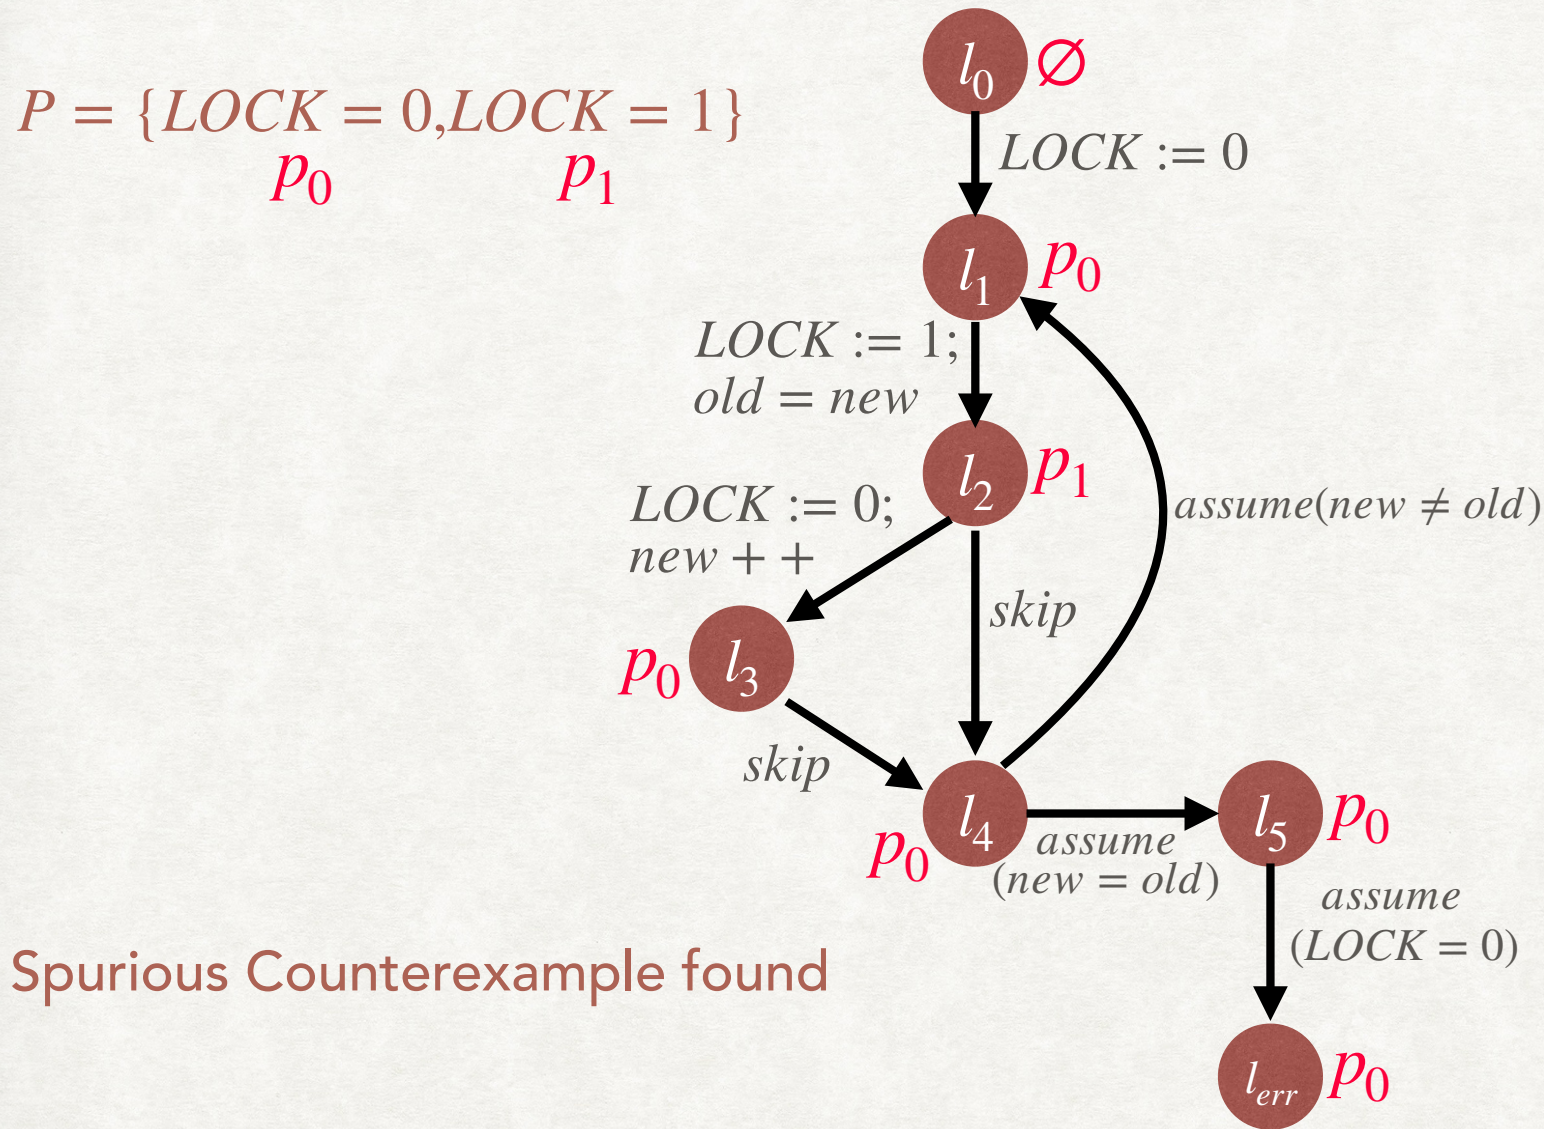 l₀ ∅
P = {LOCK = 0,LOCK = 1}
p₀ p₁
LOCK := 0
l₁ p₀
LOCK := 1;
old = new
l₂ p₁
LOCK := 0;
new + +
assume(new ≠ old)
skip
p₀ l₃
skip
p₀ l₄
assume
(new = old)
l₅ p₀
assume
(LOCK = 0)
Spurious Counterexample found
l_err p₀